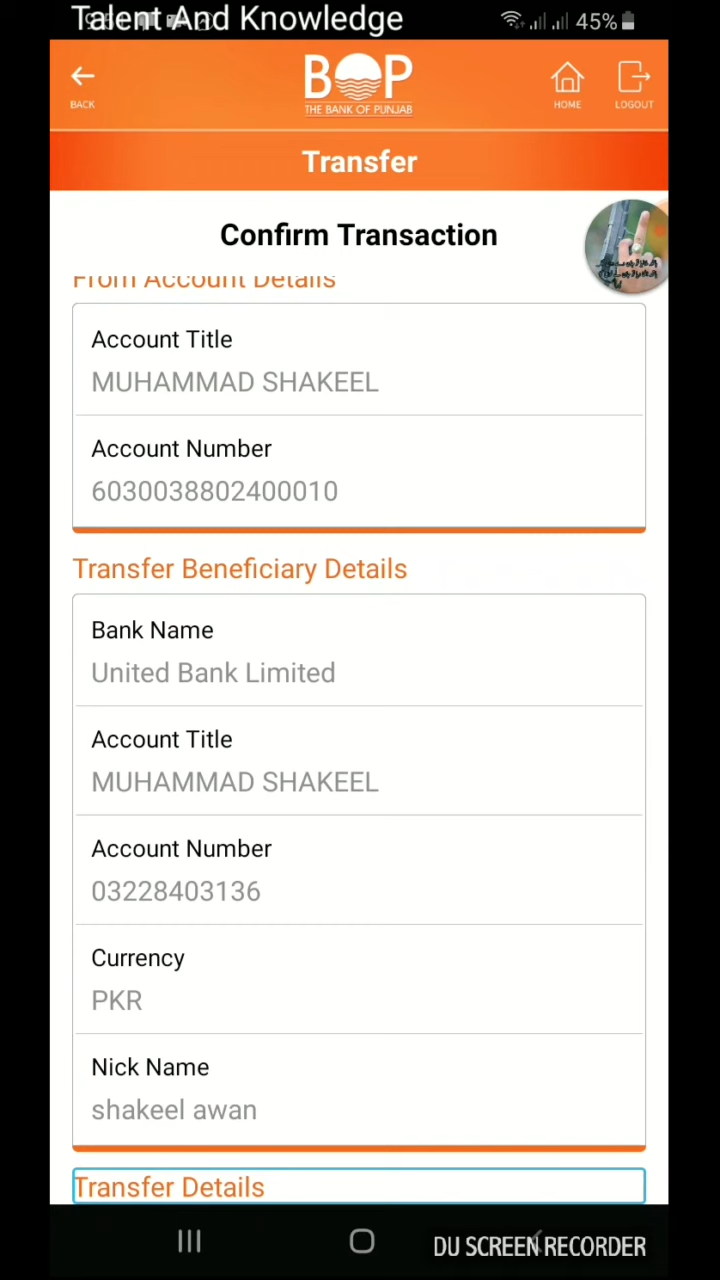 Talent And Knowledge
45%
BACK
BOP
THE BANK OF PUNJAB
HOME
LOGOUT
Transfer
Confirm Transaction
From Account Details
Account Title
MUHAMMAD SHAKEEL
Account Number
6030038802400010
Transfer Beneficiary Details
Bank Name
United Bank Limited
Account Title
MUHAMMAD SHAKEEL
Account Number
03228403136
Currency
PKR
Nick Name
shakeel awan
Transfer Details
DU SCREEN RECORDER